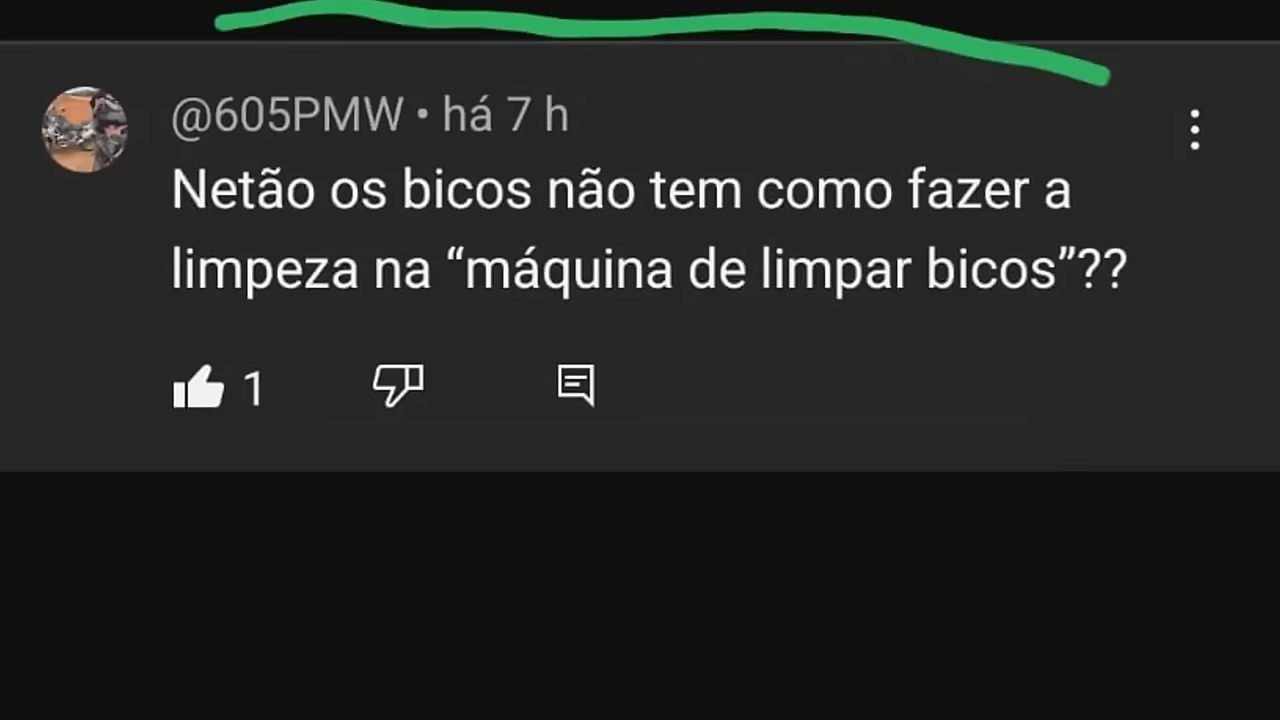 @605PMW • há 7 h
Netão os bicos não tem como fazer a
limpeza na “máquina de limpar bicos”??
1